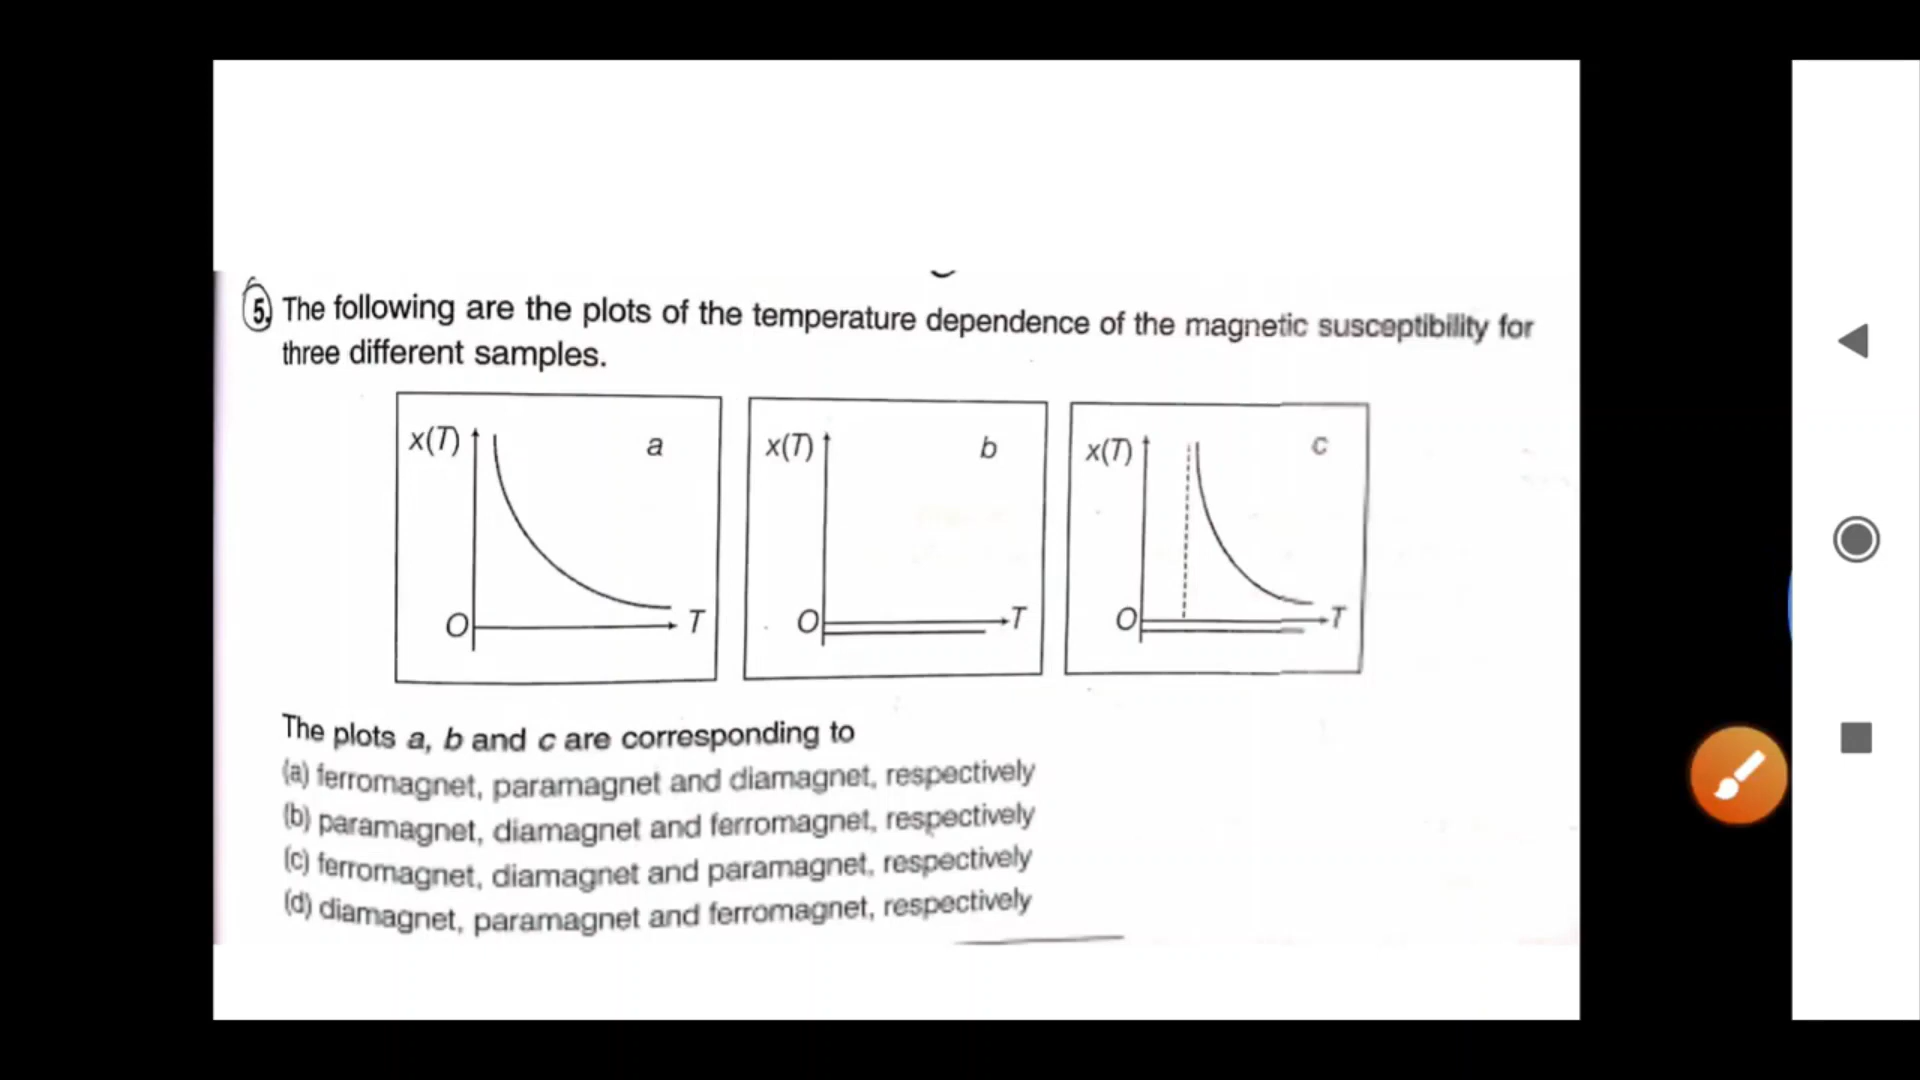 5. The following are the plots of the temperature dependence of the magnetic susceptibility for
three different samples.
x(T) a
O T
x(T) b
O T
x(T) c
O T
The plots a, b and c are corresponding to
(a) ferromagnet, paramagnet and diamagnet, respectively
(b) paramagnet, diamagnet and ferromagnet, respectively
(c) ferromagnet, diamagnet and paramagnet, respectively
(d) diamagnet, paramagnet and ferromagnet, respectively